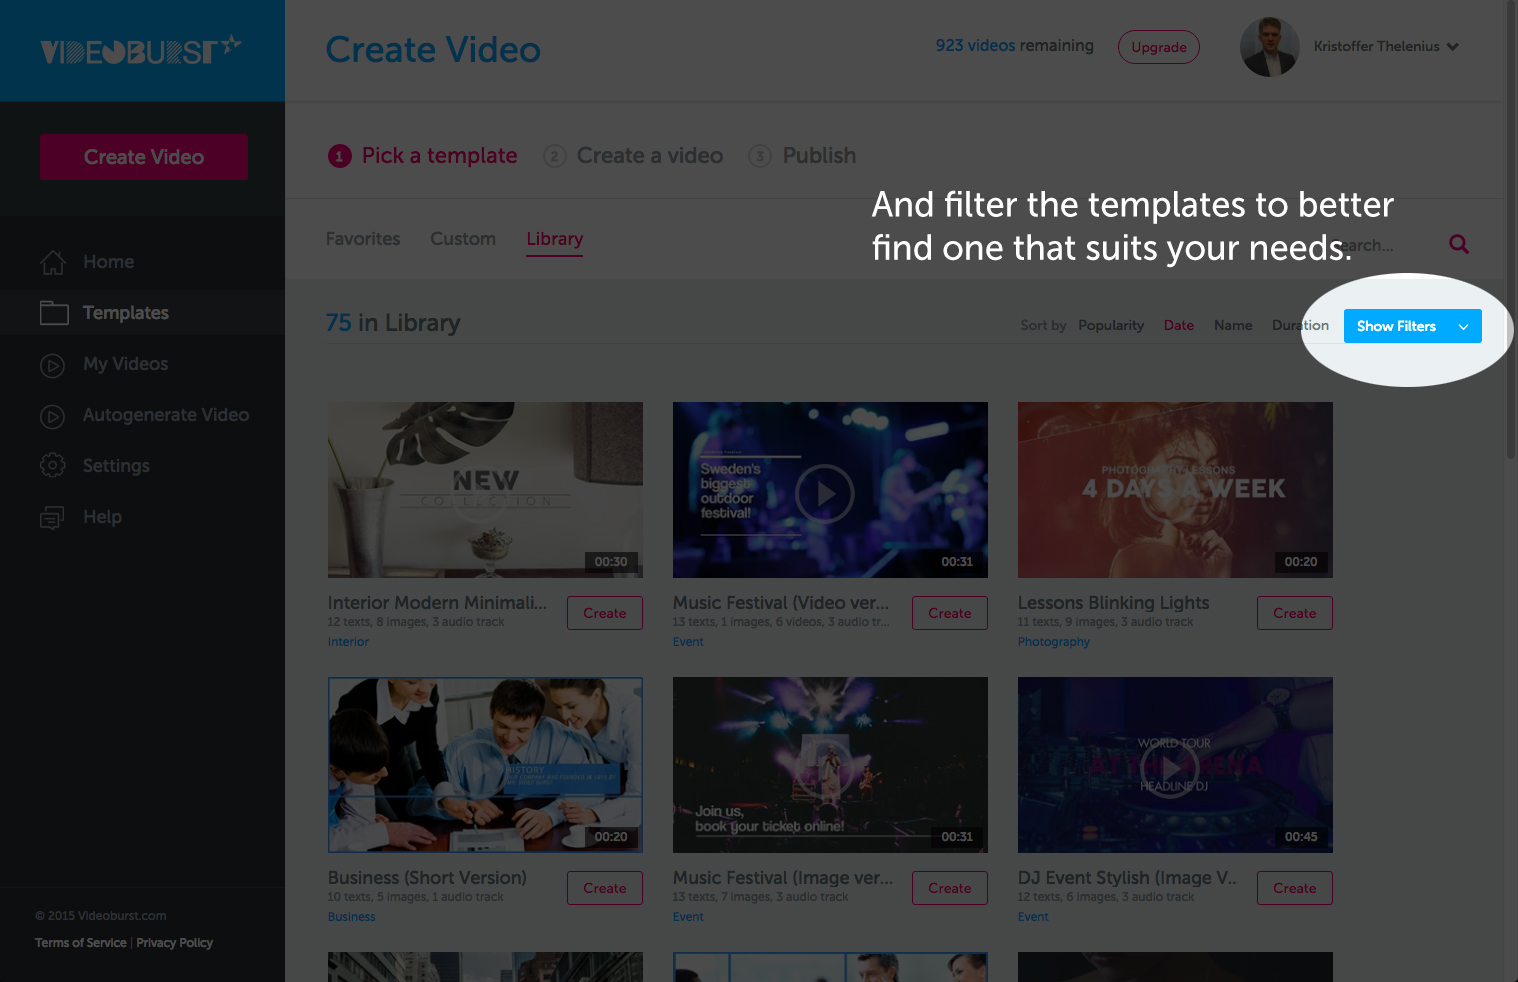 VIDEOBURST
Create Video
923 videos remaining
Upgrade
Kristoffer Thelenius
Create Video
1 Pick a template
2 Create a video
3 Publish
And filter the templates to better
find one that suits your needs.
Favorites
Custom
Library
earch...
Home
Templates
My Videos
Autogenerate Video
Settings
Help
75 in Library
Sort by Popularity Date Name Duration
Show Filters
NEW
COLLECTION
00:30
Sweden's
biggest
outdoor
festival!
00:31
PHOTOGRAPHY LESSONS
4 DAYS A WEEK
00:20
Interior Modern Minimali...
12 texts, 8 images, 3 audio track
Interior
Create
Music Festival (Video ver...
13 texts, 1 images, 6 videos, 3 audio tr...
Event
Create
Lessons Blinking Lights
11 texts, 9 images, 3 audio track
Photography
Create
HISTORY
00:20
Join us,
book your ticket online!
00:31
WORLD TOUR
AT THE ARENA
HEADLINE DJ
00:45
Business (Short Version)
10 texts, 5 images, 1 audio track
Business
Create
Music Festival (Image ver...
13 texts, 7 images, 3 audio track
Event
Create
DJ Event Stylish (Image V..
12 texts, 6 images, 3 audio track
Event
Create
© 2015 Videoburst.com
Terms of Service | Privacy Policy